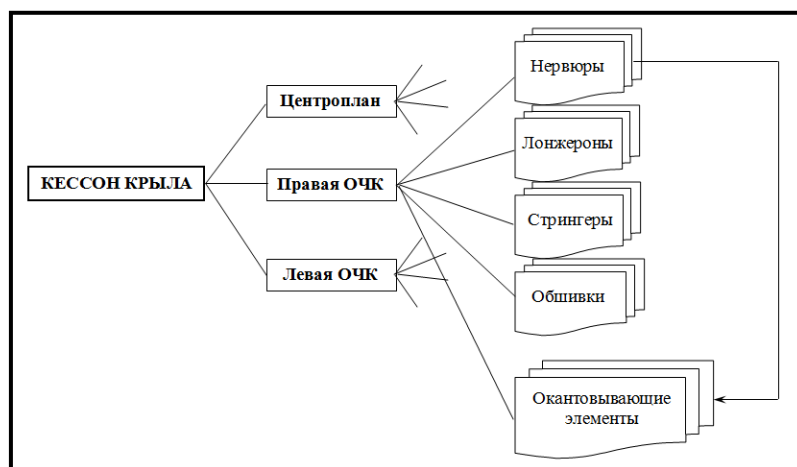 КЕССОН КРЫЛА
Центроплан
Правая ОЧК
Левая ОЧК
Нервюры
Лонжероны
Стрингеры
Обшивки
Окантовывающие
элементы